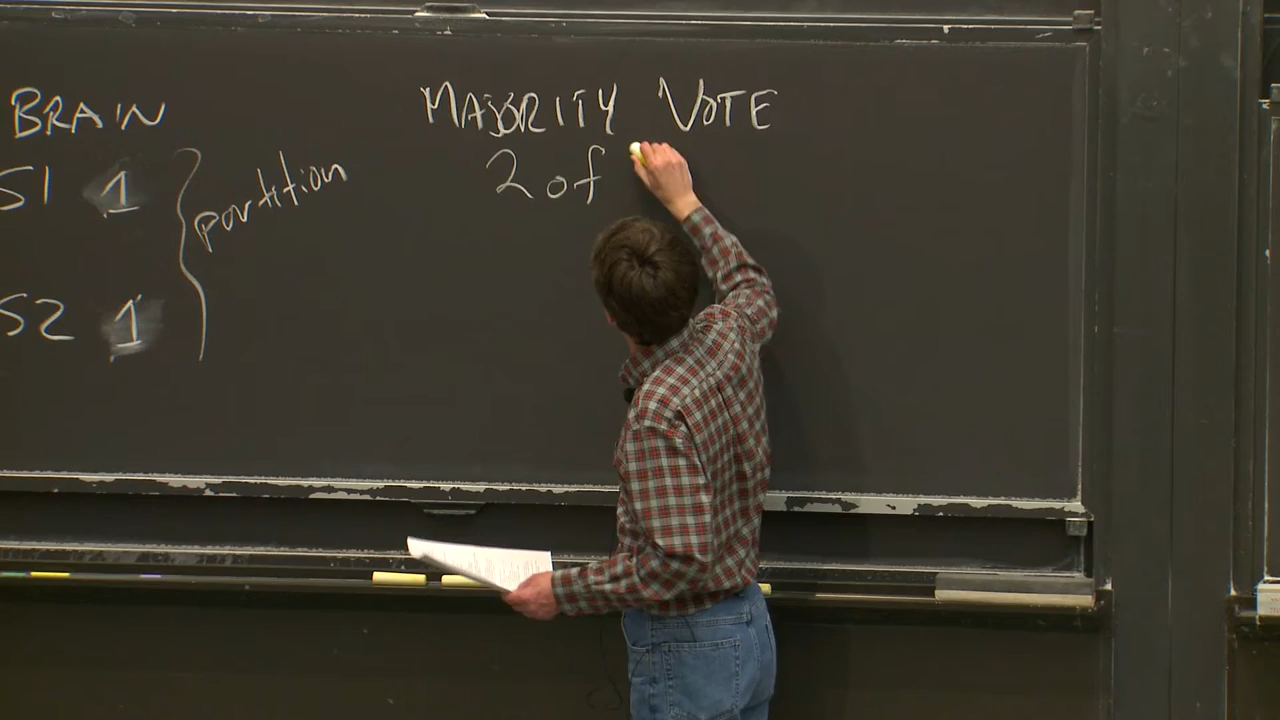 BRAIN
S1 1
S2 1
partition
MAJORITY VOTE
2 of